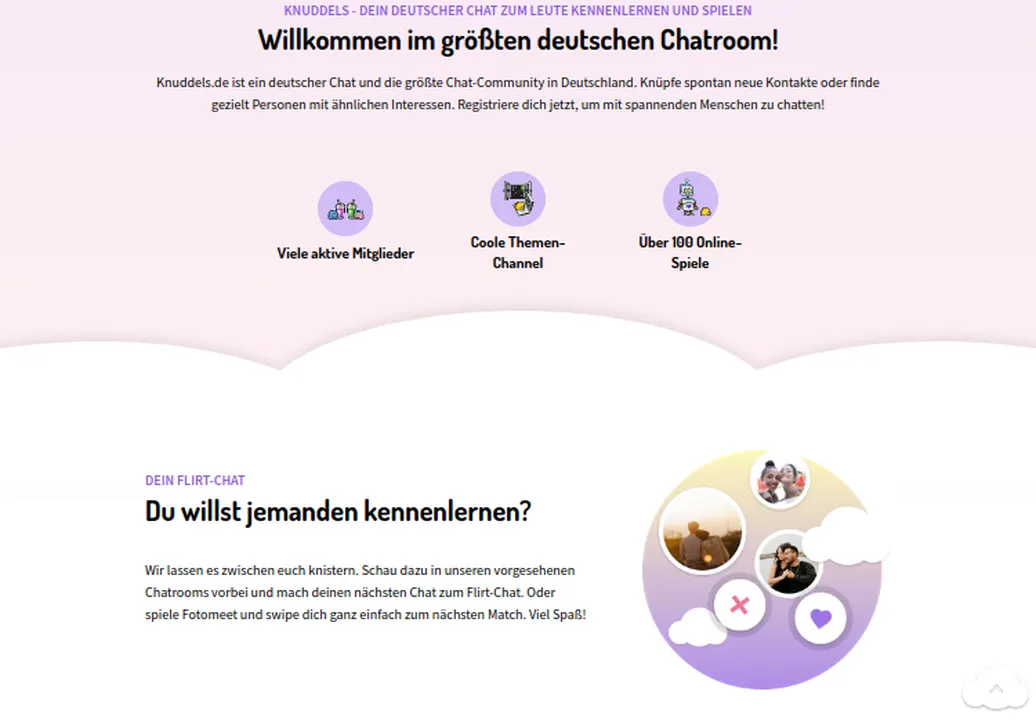 KNUDDELS - DEIN DEUTSCHER CHAT ZUM LEUTE KENNENLERNEN UND SPIELEN
Willkommen im größten deutschen Chatroom!
Knuddels.de ist ein deutscher Chat und die größte Chat-Community in Deutschland. Knüpfe spontan neue Kontakte oder finde
gezielt Personen mit ähnlichen Interessen. Registriere dich jetzt, um mit spannenden Menschen zu chatten!
Viele aktive Mitglieder
Coole Themen-
Channel
Über 100 Online-
Spiele
DEIN FLIRT-CHAT
Du willst jemanden kennenlernen?
Wir lassen es zwischen euch knistern. Schau dazu in unseren vorgesehenen
Chatrooms vorbei und mach deinen nächsten Chat zum Flirt-Chat. Oder
spiele Fotomeet und swipe dich ganz einfach zum nächsten Match. Viel Spaß!